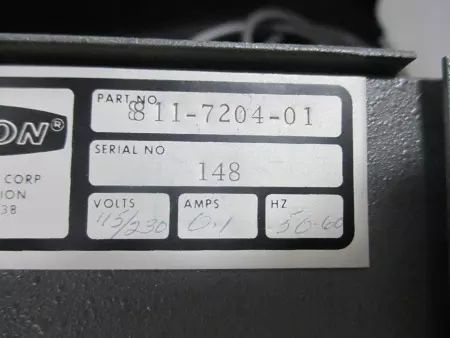 ON®
CORP
ION
38
PART NO.
811-7204-01
SERIAL NO
148
VOLTS AMPS HZ
115/230 0.1 50-60